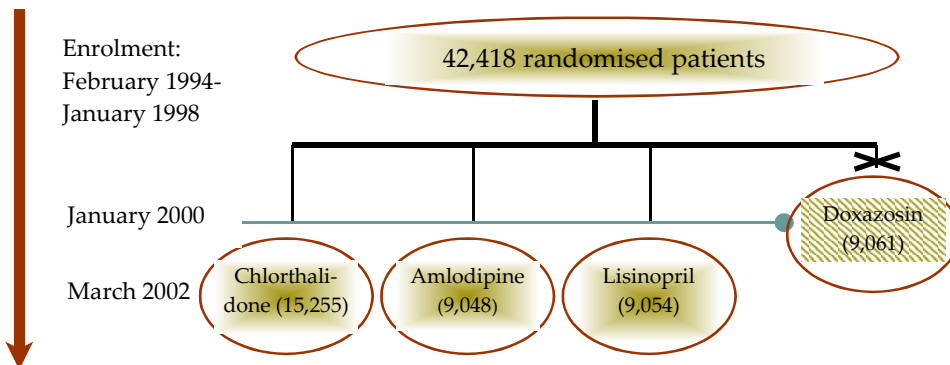 Enrolment:
February 1994-
January 1998
42,418 randomised patients
January 2000
Doxazosin
(9,061)
March 2002
Chlorthali-
done (15,255)
Amlodipine
(9,048)
Lisinopril
(9,054)